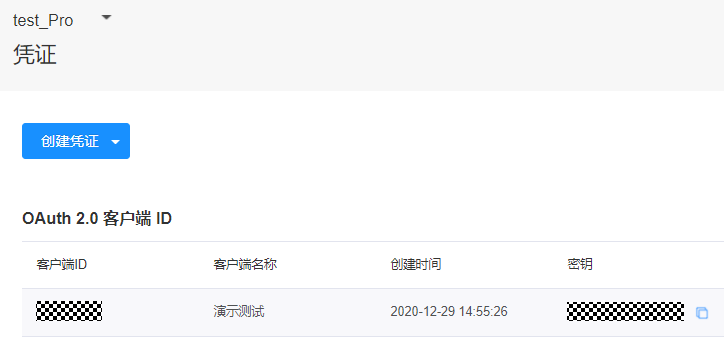 test_Pro
凭证
创建凭证
OAuth 2.0 客户端 ID
客户端ID 客户端名称 创建时间 密钥
演示测试 2020-12-29 14:55:26